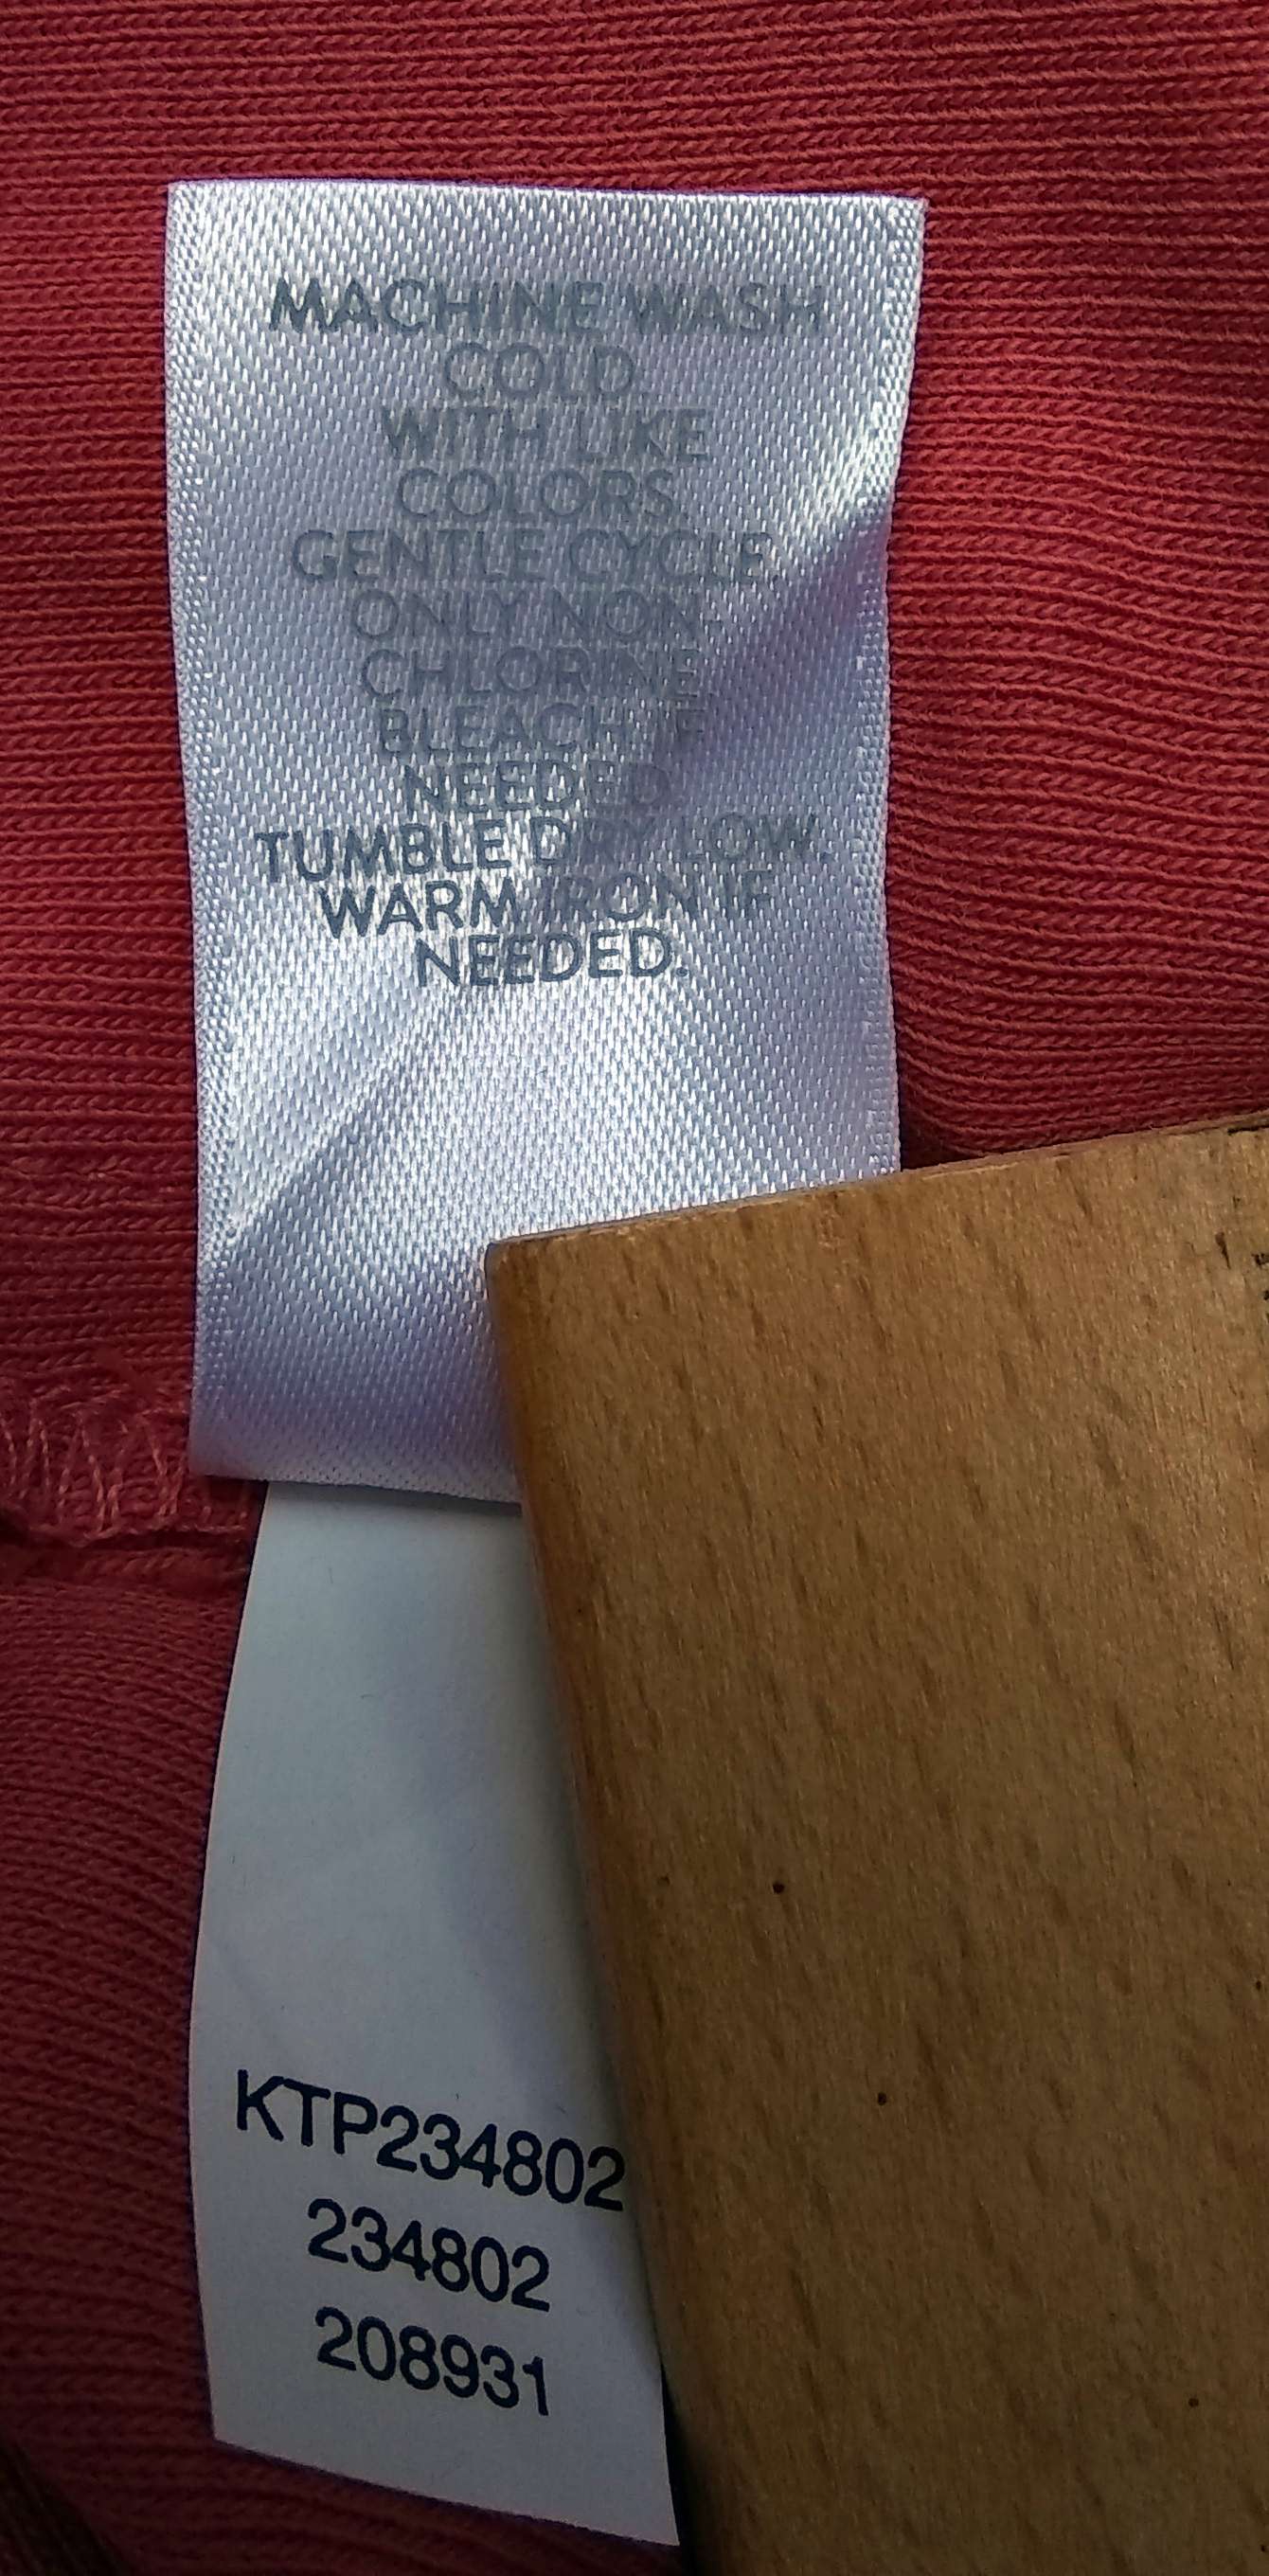 MACHINE WASH
COLD
WITH LIKE
COLORS
GENTLE CYCLE.
ONLY NON
CHLORINE
BLEACH IF
NEEDED.
TUMBLE DRY LOW.
WARM IRON IF
NEEDED.
KTP234802
234802
208931